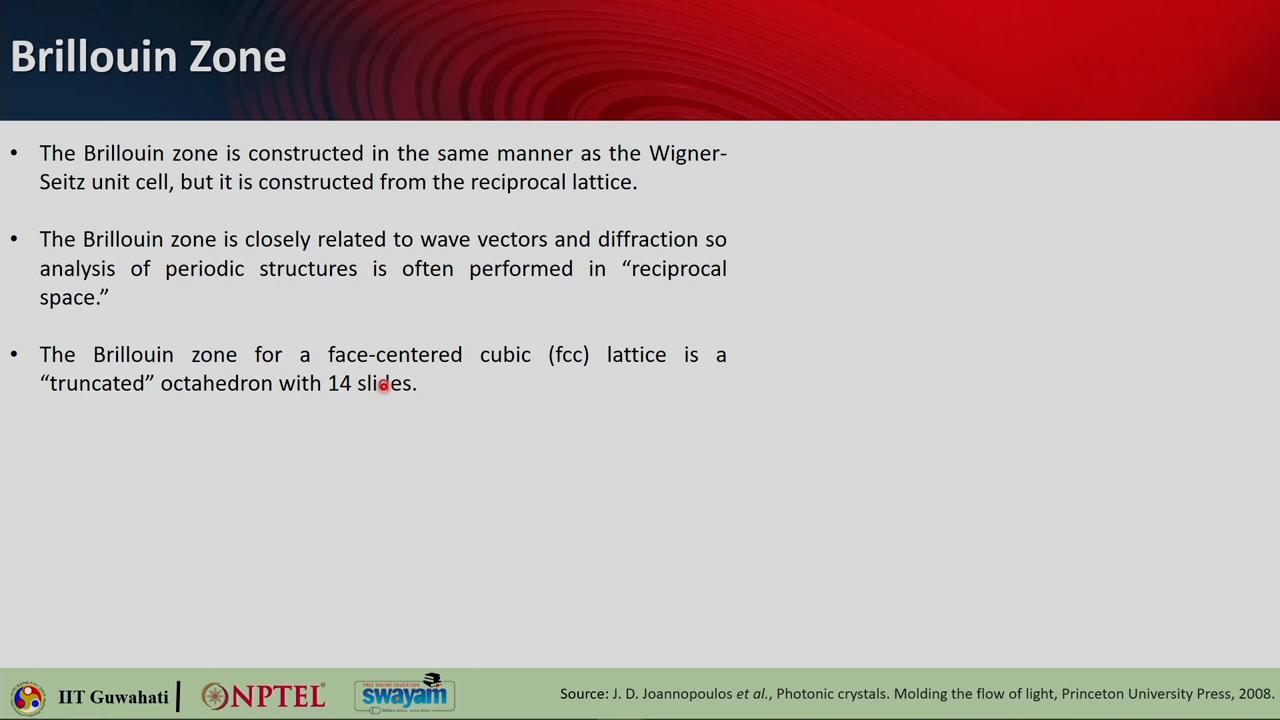 Brillouin Zone
• The Brillouin zone is constructed in the same manner as the Wigner-
Seitz unit cell, but it is constructed from the reciprocal lattice.
• The Brillouin zone is closely related to wave vectors and diffraction so
analysis of periodic structures is often performed in “reciprocal
space.”
• The Brillouin zone for a face-centered cubic (fcc) lattice is a
“truncated” octahedron with 14 slides.
IIT Guwahati
NPTEL
FREE ONLINE EDUCATION
swayam
Source: J. D. Joannopoulos et al., Photonic crystals. Molding the flow of light, Princeton University Press, 2008.